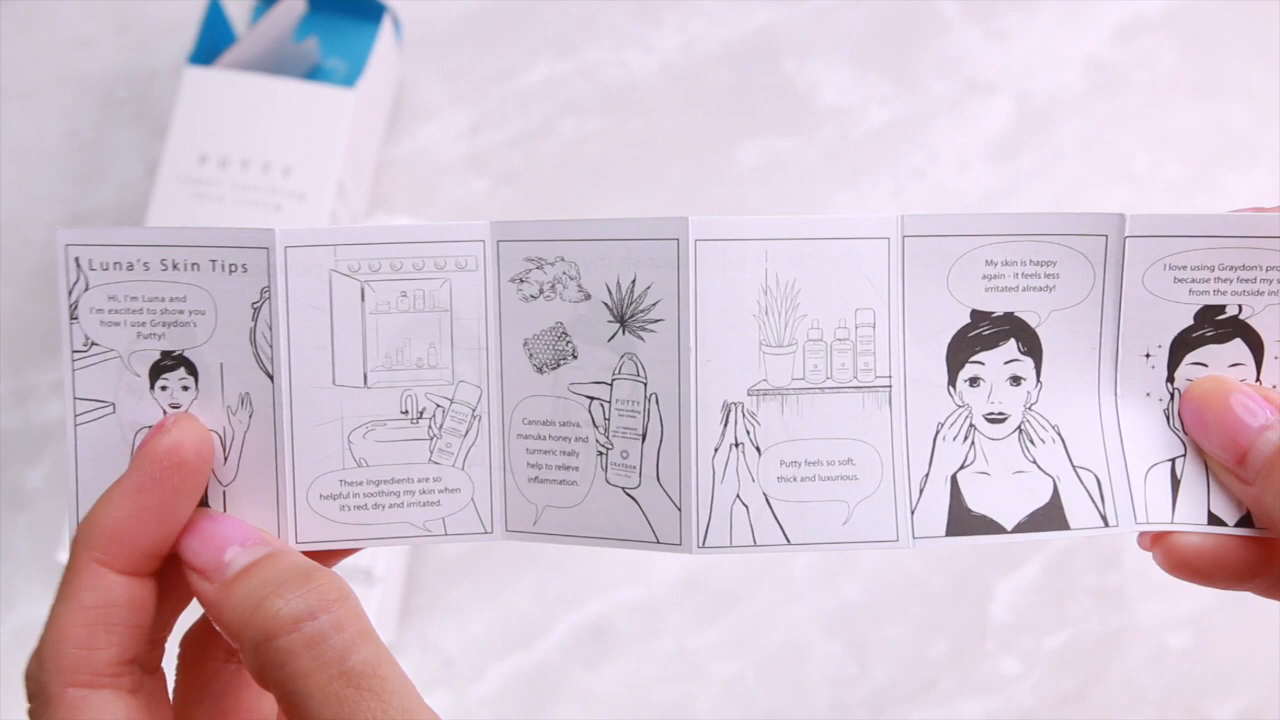 PUTTY
Luna's Skin Tips
Hi, I'm Luna and
I'm excited to show you
how I use Graydon's
Putty!
These ingredients are so
helpful in soothing my skin when
it's red, dry and irritated.
PUTTY
Cannabis sativa,
manuka honey and
turmeric really
help to relieve
inflammation.
PUTTY
GRAYDON
Putty feels so soft,
thick and luxurious.
My skin is happy
again - it feels less
irritated already!
I love using Graydon's
because they feed my
from the outside in!